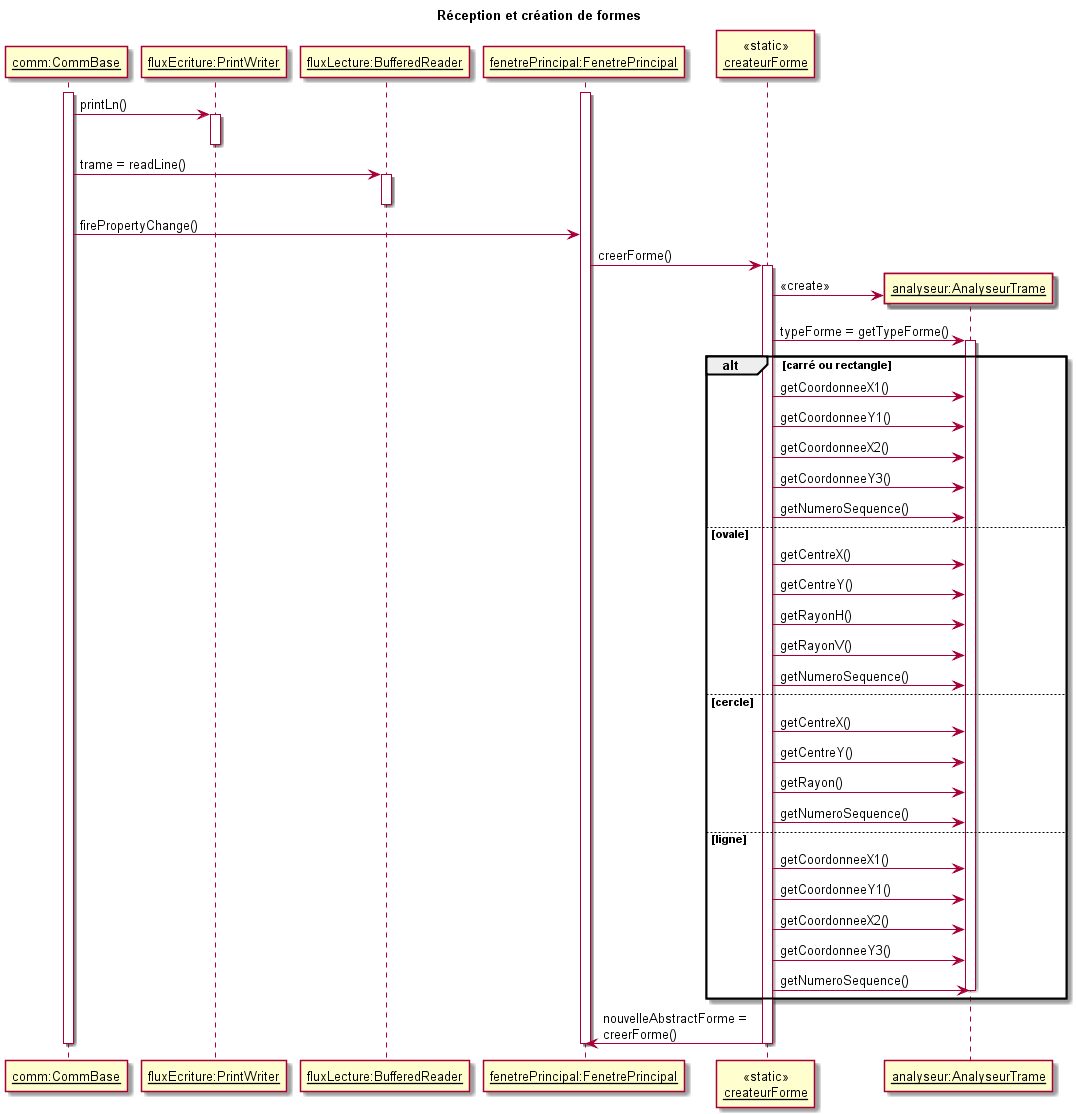 Réception et création de formes
comm:CommBase
fluxEcriture:PrintWriter
fluxLecture:BufferedReader
fenetrePrincipal:FenetrePrincipal
«static»
createurForme
printLn()
trame = readLine()
firePropertyChange()
creerForme()
«create»
analyseur:AnalyseurTrame
typeForme = getTypeForme()
alt
[carré ou rectangle]
getCoordonneeX1()
getCoordonneeY1()
getCoordonneeX2()
getCoordonneeY3()
getNumeroSequence()
[ovale]
getCentreX()
getCentreY()
getRayonH()
getRayonV()
getNumeroSequence()
[cercle]
getCentreX()
getCentreY()
getRayon()
getNumeroSequence()
[ligne]
getCoordonneeX1()
getCoordonneeY1()
getCoordonneeX2()
getCoordonneeY3()
getNumeroSequence()
nouvelleAbstractForme =
creerForme()
comm:CommBase
fluxEcriture:PrintWriter
fluxLecture:BufferedReader
fenetrePrincipal:FenetrePrincipal
«static»
createurForme
analyseur:AnalyseurTrame